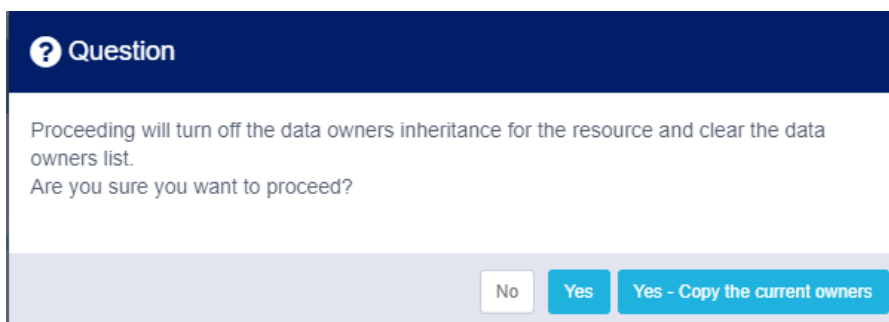 Question
Proceeding will turn off the data owners inheritance for the resource and clear the data
owners list.
Are you sure you want to proceed?
No
Yes
Yes - Copy the current owners